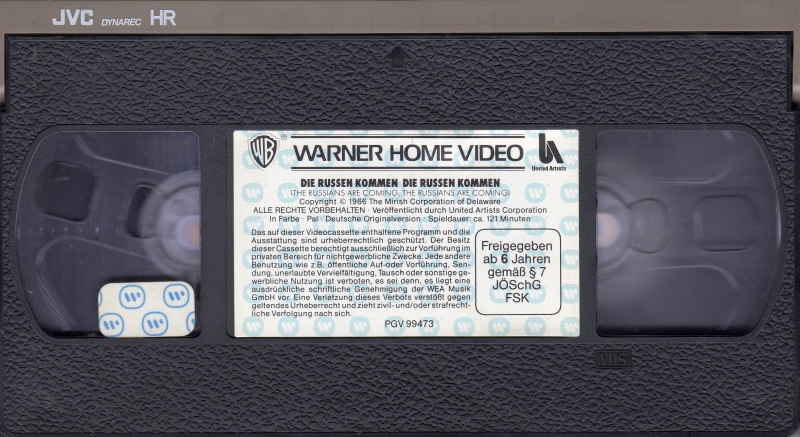 JVC DYNAREC HR
WB ® WARNER HOME VIDEO UA
United Artists
DIE RUSSEN KOMMEN DIE RUSSEN KOMMEN
(THE RUSSIANS ARE COMING, THE RUSSIANS ARE COMING)
Copyright © 1966 The Mirish Corporation of Delaware
ALLE RECHTE VORBEHALTEN · Veröffentlicht durch United Artists Corporation
In Farbe · Pal · Deutsche Originalversion · Spieldauer: ca. 121 Minuten
Das auf dieser Videocassette enthaltene Programm und die
Ausstattung sind urheberrechtlich geschützt. Der Besitz
dieser Cassette berechtigt ausschließlich zur Vorführung im
privaten Bereich für nichtgewerbliche Zwecke. Jede andere
Benutzung wie z.B. öffentliche Auf-oder Vorführung, Sen-
dung, unerlaubte Vervielfältigung, Tausch oder sonstige ge-
werbliche Nutzung ist verboten, es sei denn, es liegt eine
ausdrückliche schriftliche Genehmigung der WEA Musik
GmbH vor. Eine Verletzung dieses Verbots verstößt gegen
geltendes Urheberrecht und zieht zivil- und/oder strafrecht-
liche Verfolgung nach sich.
Freigegeben
ab 6 Jahren
gemäß § 7
JÖSchG
FSK
PGV 99473
VHS